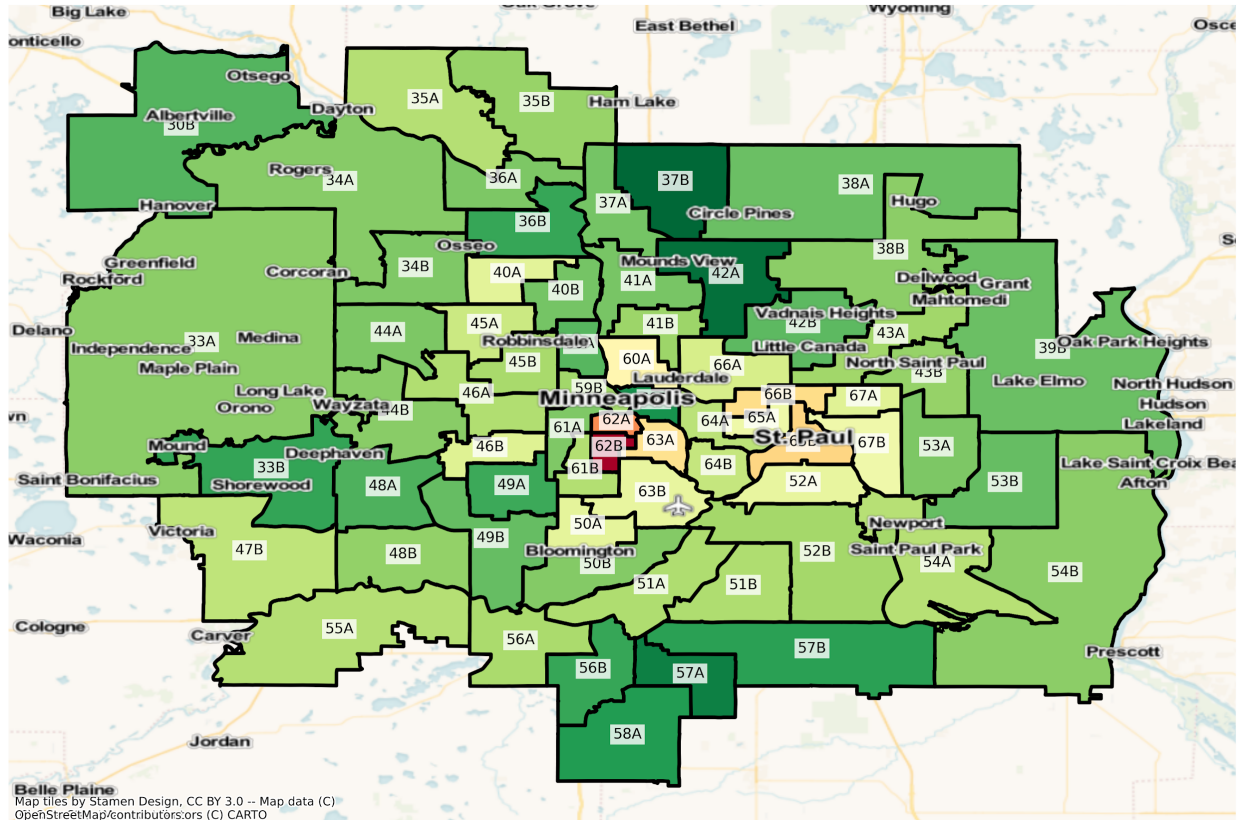 Big Lake
Wyoming
East Bethel
onticello
Otsego
35A
35B
Ham Lake
Dayton
Albertville
30B
Rogers
34A
36A
37B
38A
Hugo
Hanover
37A
Circle Pines
36B
Osseo
38B
Greenfield
Rockford
Corcoran
34B
40A
Mounds View
42A
41A
40B
Dellwood
Grant
Mahtomedi
Vadnais Heights
42B
Delano
44A
45A
41B
43A
Independence
33A
Medina
Robbinsdale
Little Canada
39B
Oak Park Heights
Maple Plain
45B
60A
66A
North Saint Paul
43B
Long Lake
46A
59B
Lauderdale
Lake Elmo
North Hudson
Orono
Wayzata
44B
Minneapolis
66B
67A
Hudson
62A
64A
65A
Lakeland
61A
St. Paul
Mound
Deephaven
46B
62B
63A
67B
53A
33B
61B
64B
Lake Saint Croix Bea
Saint Bonifacius
Shorewood
48A
49A
52A
53B
Afton
63B
Victoria
50A
Newport
Waconia
47B
48B
49B
Bloomington
50B
52B
Saint Paul Park
54A
51A
51B
54B
Cologne
Carver
55A
56A
57B
Prescott
56B
57A
Jordan
58A
Belle Plaine
Map tiles by Stamen Design, CC BY 3.0 -- Map data (C)
OpenStreetMap contributors
(C) CARTO